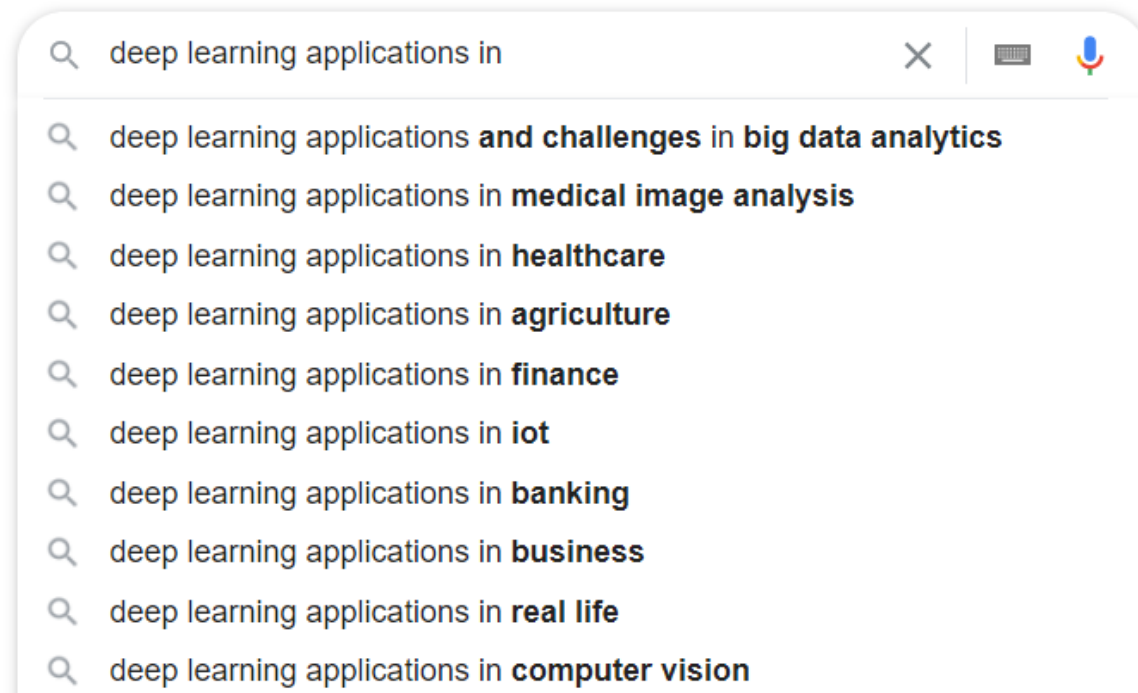 deep learning applications in
deep learning applications and challenges in big data analytics
deep learning applications in medical image analysis
deep learning applications in healthcare
deep learning applications in agriculture
deep learning applications in finance
deep learning applications in iot
deep learning applications in banking
deep learning applications in business
deep learning applications in real life
deep learning applications in computer vision